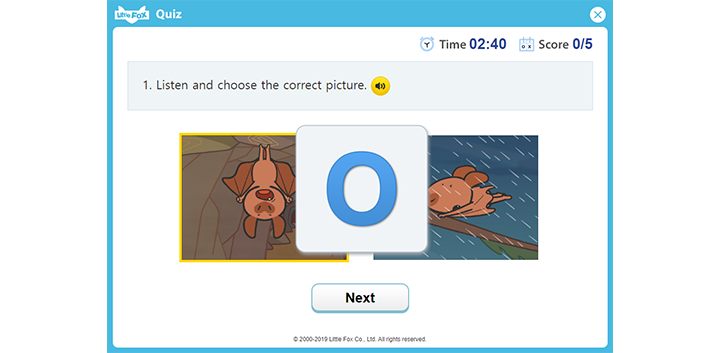 Little Fox Quiz
Time 02:40 o x Score 0/5
1. Listen and choose the correct picture.
O
Next
© 2000-2019 Little Fox Co., Ltd. All rights reserved.